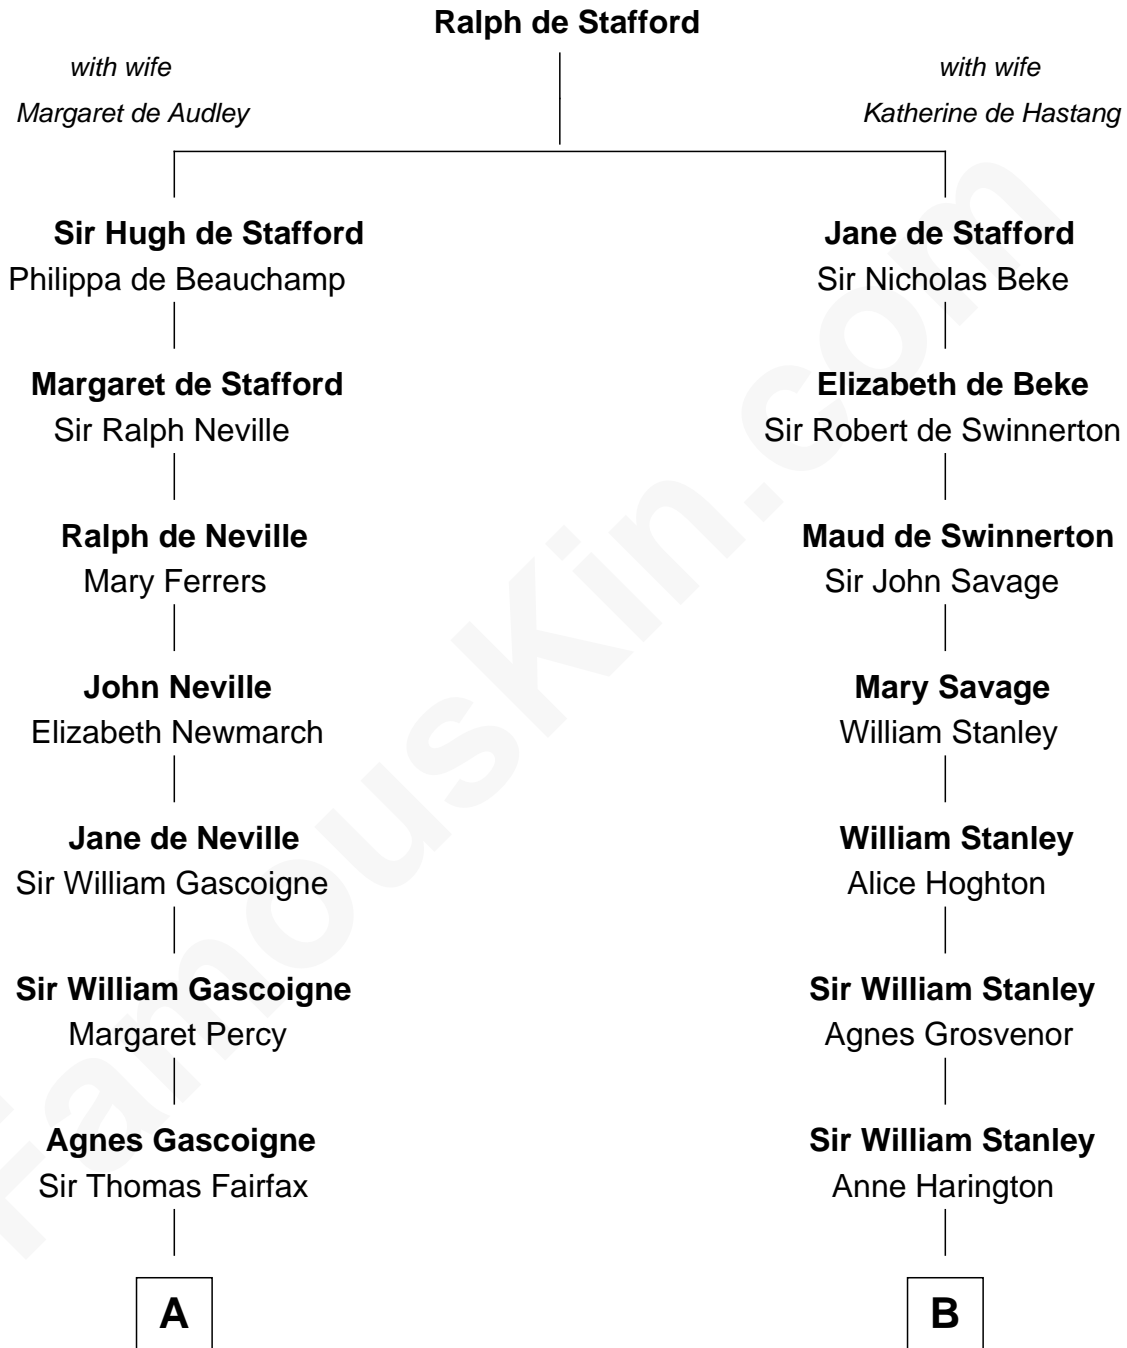 Ralph de Stafford
with wife
Margaret de Audley
with wife
Katherine de Hastang
Sir Hugh de Stafford
Philippa de Beauchamp
Margaret de Stafford
Sir Ralph Neville
Ralph de Neville
Mary Ferrers
John Neville
Elizabeth Newmarch
Jane de Neville
Sir William Gascoigne
Sir William Gascoigne
Margaret Percy
Agnes Gascoigne
Sir Thomas Fairfax
A
Jane de Stafford
Sir Nicholas Beke
Elizabeth de Beke
Sir Robert de Swinnerton
Maud de Swinnerton
Sir John Savage
Mary Savage
William Stanley
William Stanley
Alice Hoghton
Sir William Stanley
Agnes Grosvenor
Sir William Stanley
Anne Harington
B
FamousKin.com